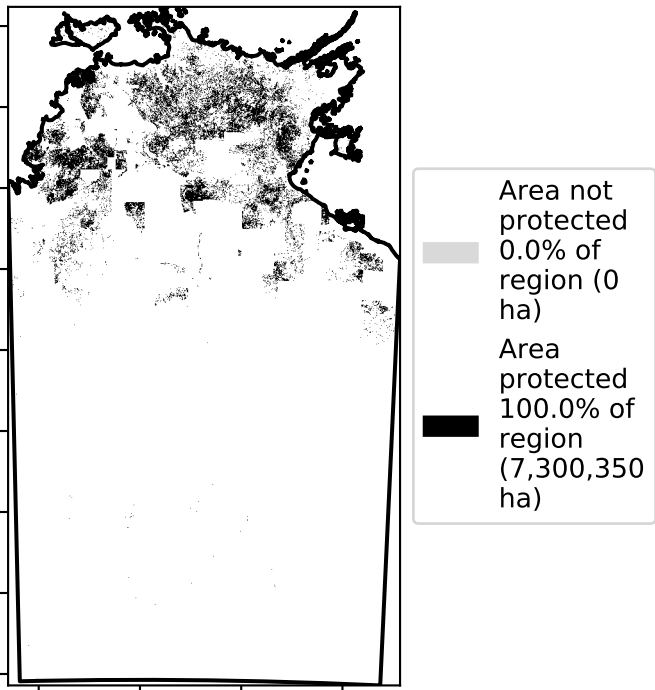 Area not
protected
0.0% of
region (0
ha)
Area
protected
100.0% of
region
(7,300,350
ha)